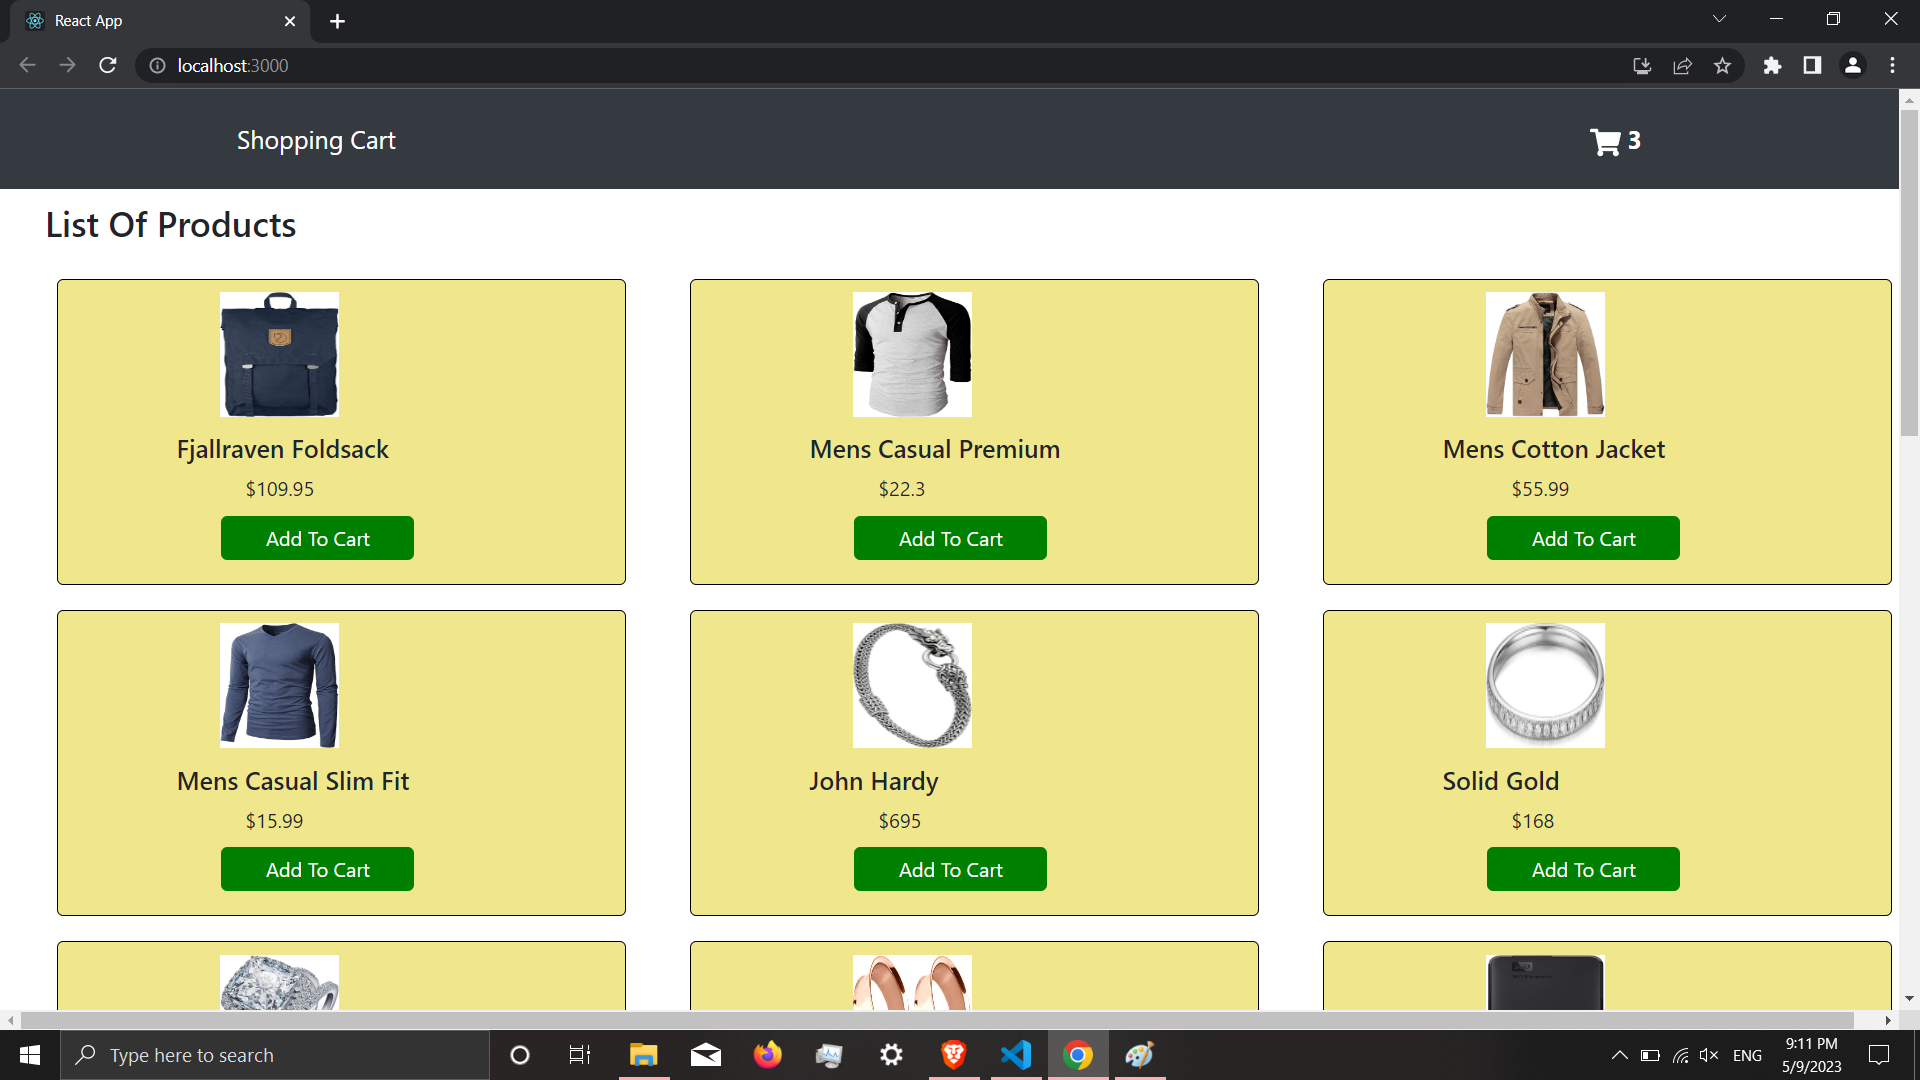 React App
localhost:3000
Shopping Cart
3
List Of Products
Fjallraven Foldsack
$109.95
Add To Cart
Mens Casual Premium
$22.3
Add To Cart
Mens Cotton Jacket
$55.99
Add To Cart
Mens Casual Slim Fit
$15.99
Add To Cart
John Hardy
$695
Add To Cart
Solid Gold
$168
Add To Cart
Type here to search
ENG
9:11 PM
5/9/2023